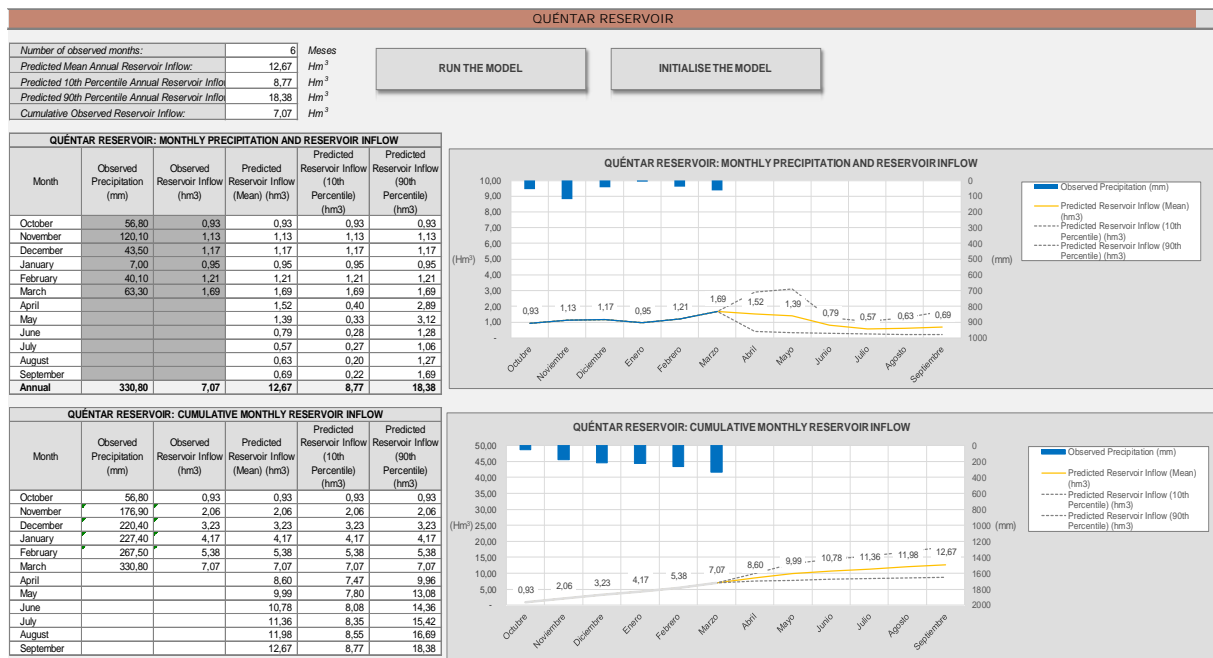 QUÉNTAR RESERVOIR
Number of observed months: 6 Meses
Predicted Mean Annual Reservoir Inflow: 12,67 Hm³
Predicted 10th Percentile Annual Reservoir Inflo 8,77 Hm³
Predicted 90th Percentile Annual Reservoir Inflo 18,38 Hm³
Cumulative Observed Reservoir Inflow: 7,07 Hm³
RUN THE MODEL
INITIALISE THE MODEL
QUÉNTAR RESERVOIR: MONTHLY PRECIPITATION AND RESERVOIR INFLOW
Month
Observed
Precipitation
(mm)
Observed
Reservoir Inflow
(hm3)
Predicted
Reservoir Inflow
(Mean) (hm3)
Predicted
Reservoir Inflow
(10th
Percentile)
(hm3)
Predicted
Reservoir Inflow
(90th
Percentile)
(hm3)
October 56,80 0,93 0,93 0,93 0,93
November 120,10 1,13 1,13 1,13 1,13
December 43,50 1,17 1,17 1,17 1,17
January 7,00 0,95 0,95 0,95 0,95
February 40,10 1,21 1,21 1,21 1,21
March 63,30 1,69 1,69 1,69 1,69
April 1,52 0,40 2,89
May 1,39 0,33 3,12
June 0,79 0,28 1,28
July 0,57 0,27 1,06
August 0,63 0,20 1,27
September 0,69 0,22 1,69
Annual 330,80 7,07 12,67 8,77 18,38
QUÉNTAR RESERVOIR: MONTHLY PRECIPITATION AND RESERVOIR INFLOW
10,00
9,00
8,00
7,00
6,00
5,00
4,00
3,00
2,00
1,00
-
(Hm³)
0,93 1,13 1,17 0,95 1,21 1,69 1,52 1,39 0,79 0,57 0,63 0,69
0
100
200
300
400
500
600
700
800
900
1000
(mm)
Octubre Noviembre Diciembre Enero Febrero Marzo Abril Mayo Junio Julio Agosto Septiembre
Observed Precipitation (mm)
Predicted Reservoir Inflow (Mean)
(hm3)
Predicted Reservoir Inflow (10th
Percentile) (hm3)
Predicted Reservoir Inflow (90th
Percentile) (hm3)
QUÉNTAR RESERVOIR: CUMULATIVE MONTHLY RESERVOIR INFLOW
Month
Observed
Precipitation
(mm)
Observed
Reservoir Inflow
(hm3)
Predicted
Reservoir Inflow
(Mean) (hm3)
Predicted
Reservoir Inflow
(10th
Percentile)
(hm3)
Predicted
Reservoir Inflow
(90th
Percentile)
(hm3)
October 56,80 0,93 0,93 0,93 0,93
November 176,90 2,06 2,06 2,06 2,06
December 220,40 3,23 3,23 3,23 3,23
January 227,40 4,17 4,17 4,17 4,17
February 267,50 5,38 5,38 5,38 5,38
March 330,80 7,07 7,07 7,07 7,07
April 8,60 7,47 9,96
May 9,99 7,80 13,08
June 10,78 8,08 14,36
July 11,36 8,35 15,42
August 11,98 8,55 16,69
September 12,67 8,77 18,38
QUÉNTAR RESERVOIR: CUMULATIVE MONTHLY RESERVOIR INFLOW
50,00
45,00
40,00
35,00
30,00
25,00
20,00
15,00
10,00
5,00
-
(Hm³)
0,93 2,06 3,23 4,17 5,38 7,07 8,60 9,99 10,78 11,36 11,98 12,67
0
200
400
600
800
1000
1200
1400
1600
1800
2000
(mm)
Octubre Noviembre Diciembre Enero Febrero Marzo Abril Mayo Junio Julio Agosto Septiembre
Observed Precipitation (mm)
Predicted Reservoir Inflow (Mean)
(hm3)
Predicted Reservoir Inflow (10th
Percentile) (hm3)
Predicted Reservoir Inflow (90th
Percentile) (hm3)